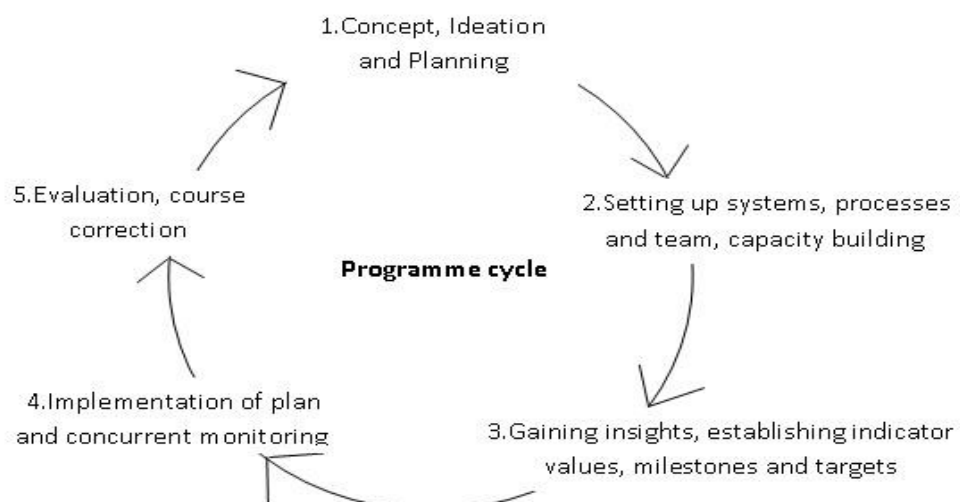 1.Concept, Ideation
and Planning
2.Setting up systems, processes
and team, capacity building
3.Gaining insights, establishing indicator
values, milestones and targets
4.Implementation of plan
and concurrent monitoring
5.Evaluation, course
correction
Programme cycle